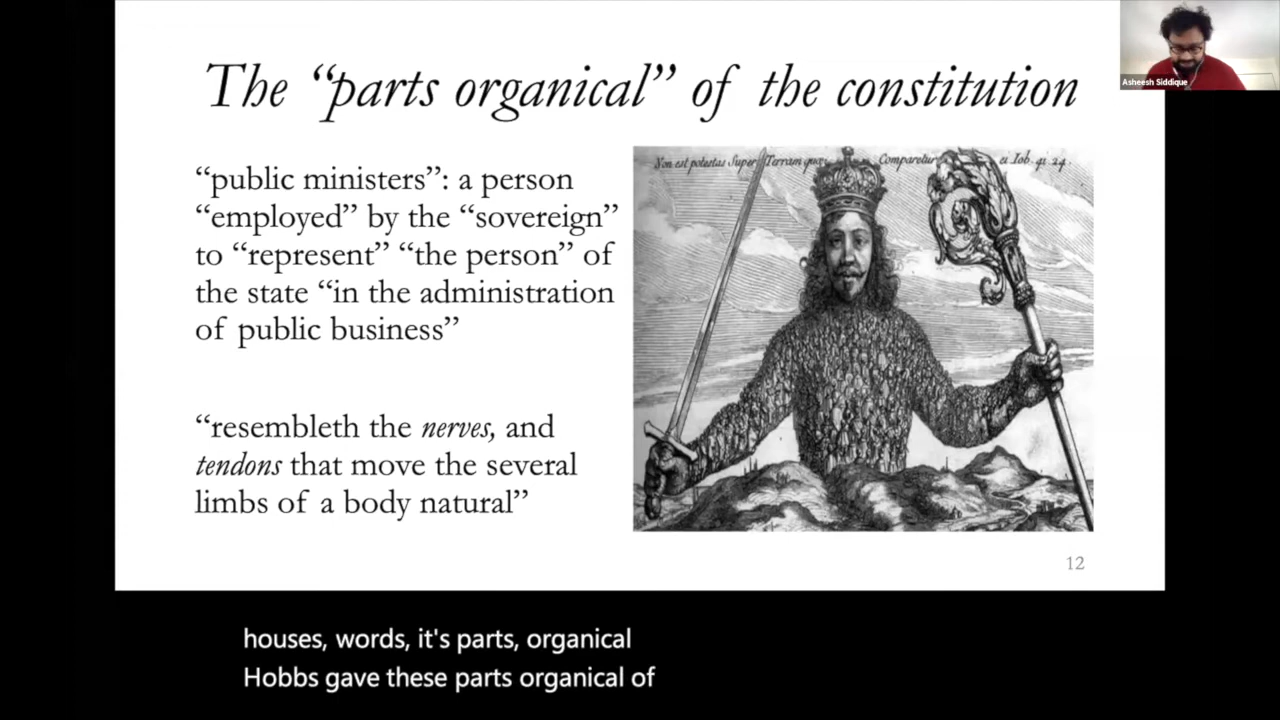 The “parts organical” of the constitution
Asheesh Siddique
“public ministers”: a person
“employed” by the “sovereign”
to “represent” “the person” of
the state “in the administration
of public business”
“resembleth the nerves, and
tendons that move the several
limbs of a body natural”
Non est potestas Super Terram quae Comparetur ei Iob. 41. 24.
12
houses, words, it's parts, organical
Hobbs gave these parts organical of